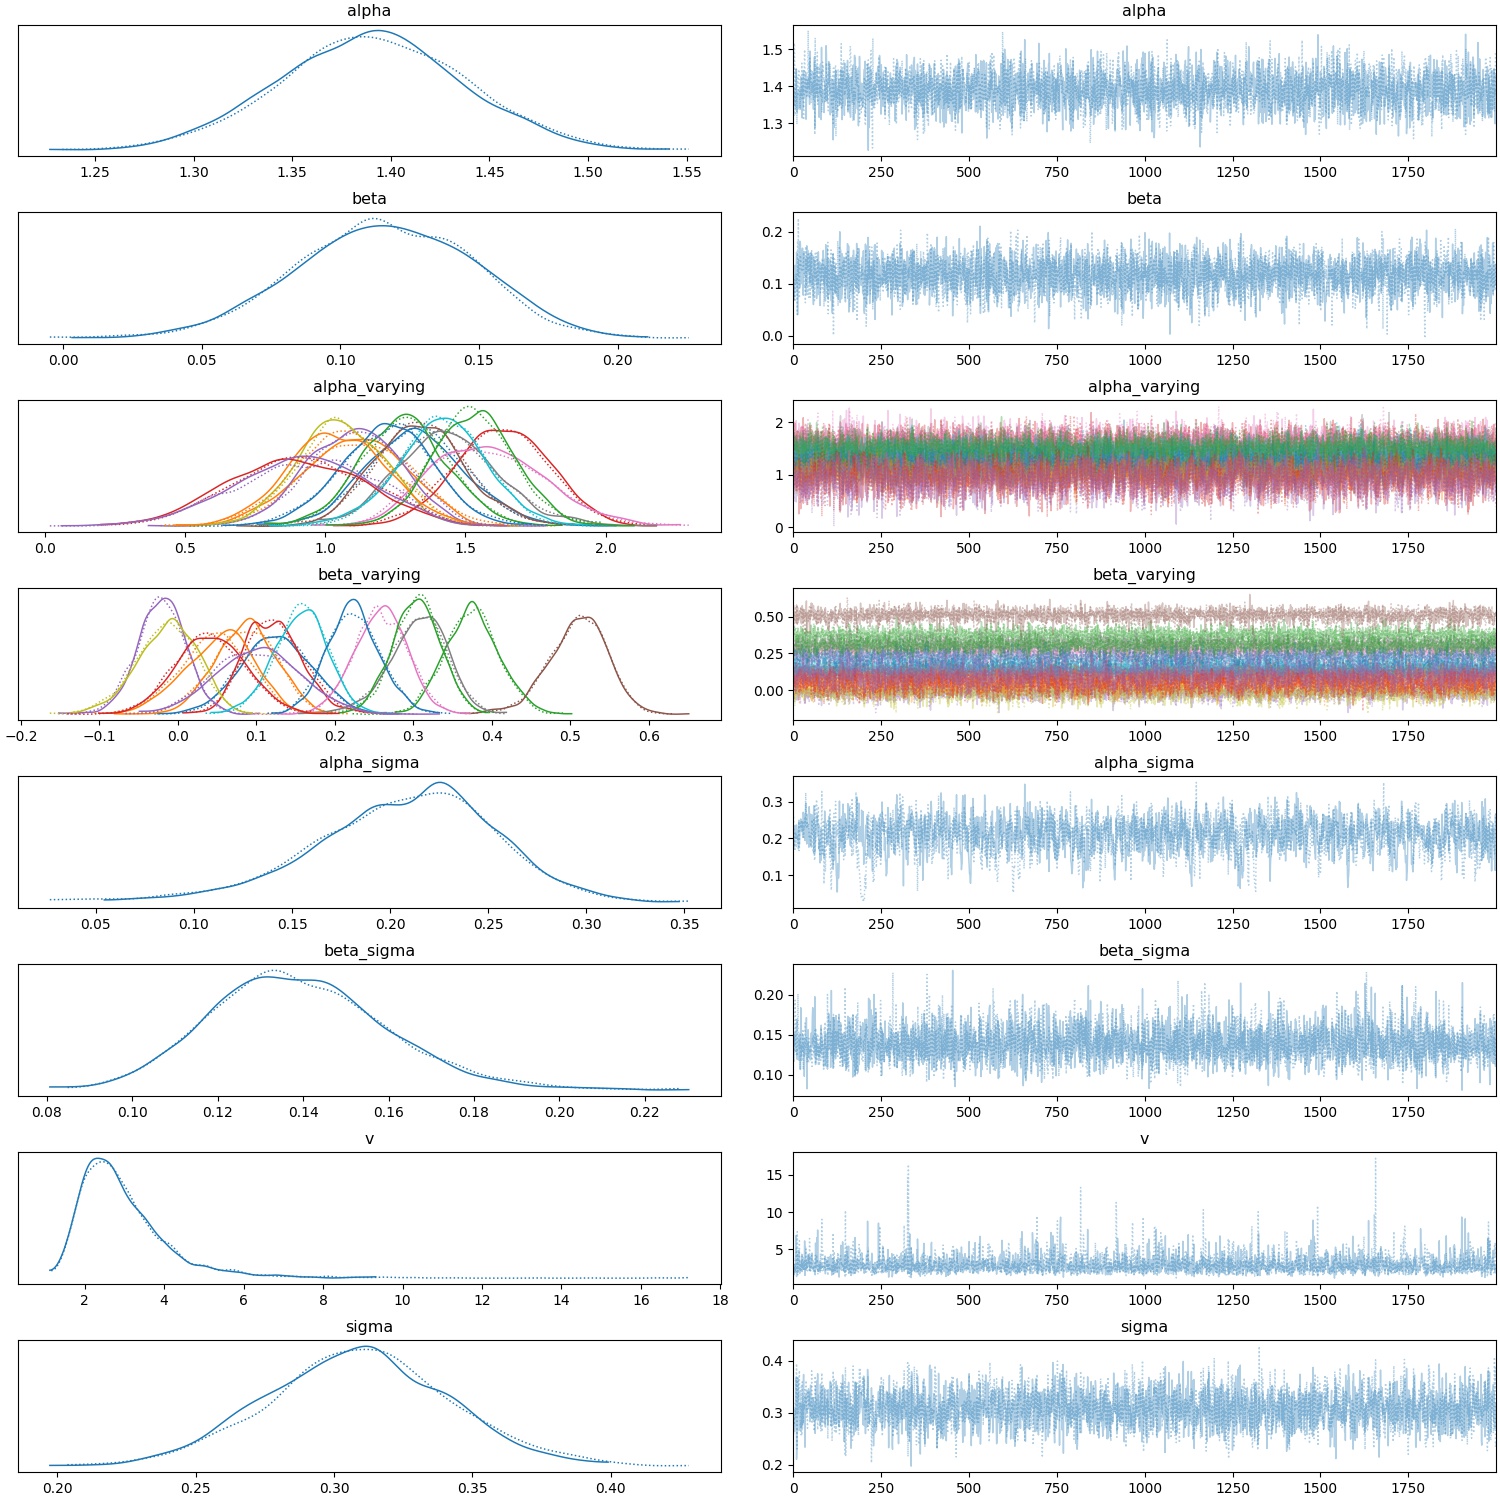 alpha alpha
1.5
1.4
1.3
1.25 1.30 1.35 1.40 1.45 1.50 1.55 0 250 500 750 1000 1250 1500 1750
beta beta
0.2
0.1
0.0
0.00 0.05 0.10 0.15 0.20 0 250 500 750 1000 1250 1500 1750
alpha_varying alpha_varying
2
1
0
0.0 0.5 1.0 1.5 2.0 0 250 500 750 1000 1250 1500 1750
beta_varying beta_varying
0.50
0.25
0.00
−0.2 −0.1 0.0 0.1 0.2 0.3 0.4 0.5 0.6 0 250 500 750 1000 1250 1500 1750
alpha_sigma alpha_sigma
0.3
0.2
0.1
0.05 0.10 0.15 0.20 0.25 0.30 0.35 0 250 500 750 1000 1250 1500 1750
beta_sigma beta_sigma
0.20
0.15
0.10
0.08 0.10 0.12 0.14 0.16 0.18 0.20 0.22 0 250 500 750 1000 1250 1500 1750
v v
15
10
5
2 4 6 8 10 12 14 16 18 0 250 500 750 1000 1250 1500 1750
sigma sigma
0.4
0.3
0.2
0.20 0.25 0.30 0.35 0.40 0 250 500 750 1000 1250 1500 1750